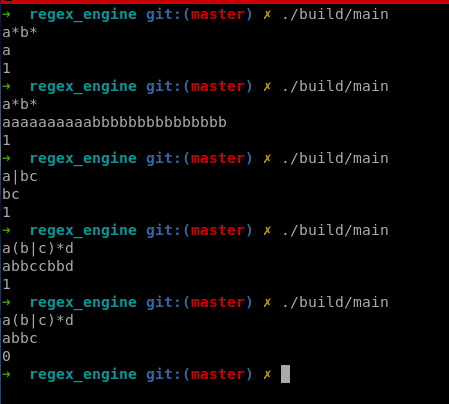 ➜ regex_engine git:(master) ✗ ./build/main
a*b*
a
1
➜ regex_engine git:(master) ✗ ./build/main
a*b*
aaaaaaaaaabbbbbbbbbbbbbbb
1
➜ regex_engine git:(master) ✗ ./build/main
a|bc
bc
1
➜ regex_engine git:(master) ✗ ./build/main
a(b|c)*d
abbccbbd
1
➜ regex_engine git:(master) ✗ ./build/main
a(b|c)*d
abbc
0
➜ regex_engine git:(master) ✗